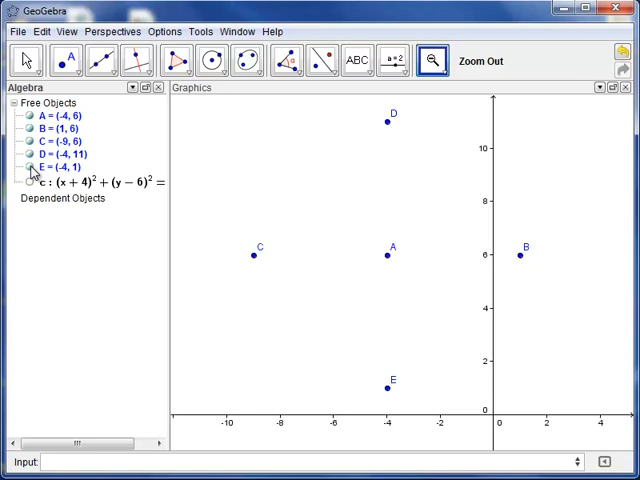 GeoGebra
File Edit View Perspectives Options Tools Window Help
A
α
ABC
a = 2
Zoom Out
Algebra
Graphics
Free Objects
A = (-4, 6)
B = (1, 6)
C = (-9, 6)
D = (-4, 11)
E = (-4, 1)
c : (x + 4)² + (y − 6)² =
Dependent Objects
D
10
8
C
A
B
6
4
2
E
0
-10 -8 -6 -4 -2 0 2 4
Input: